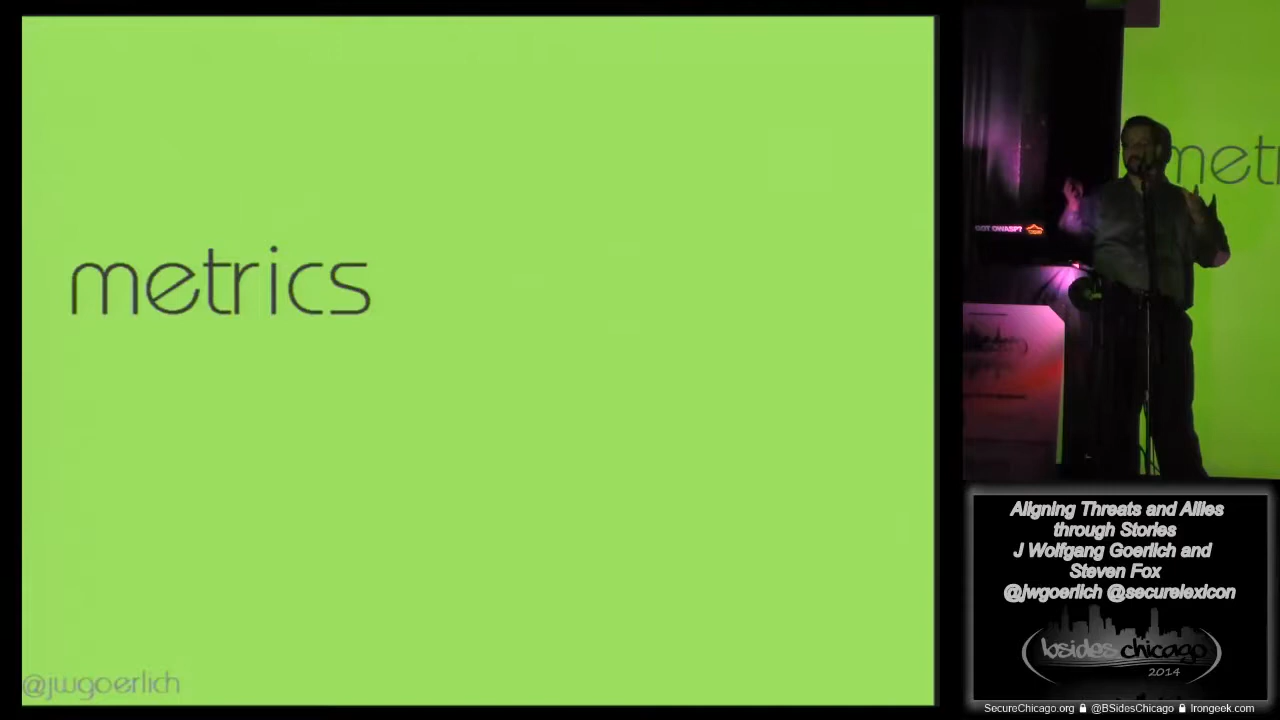 metrics
@jwgoerlich
metr
GOT OWASP?
Aligning Threats and Allies
through Stories
J Wolfgang Goerlich and
Steven Fox
@jwgoerlich @securelexicon
bsides chicago
2014
SecureChicago.org @BSidesChicago Irongeek.com